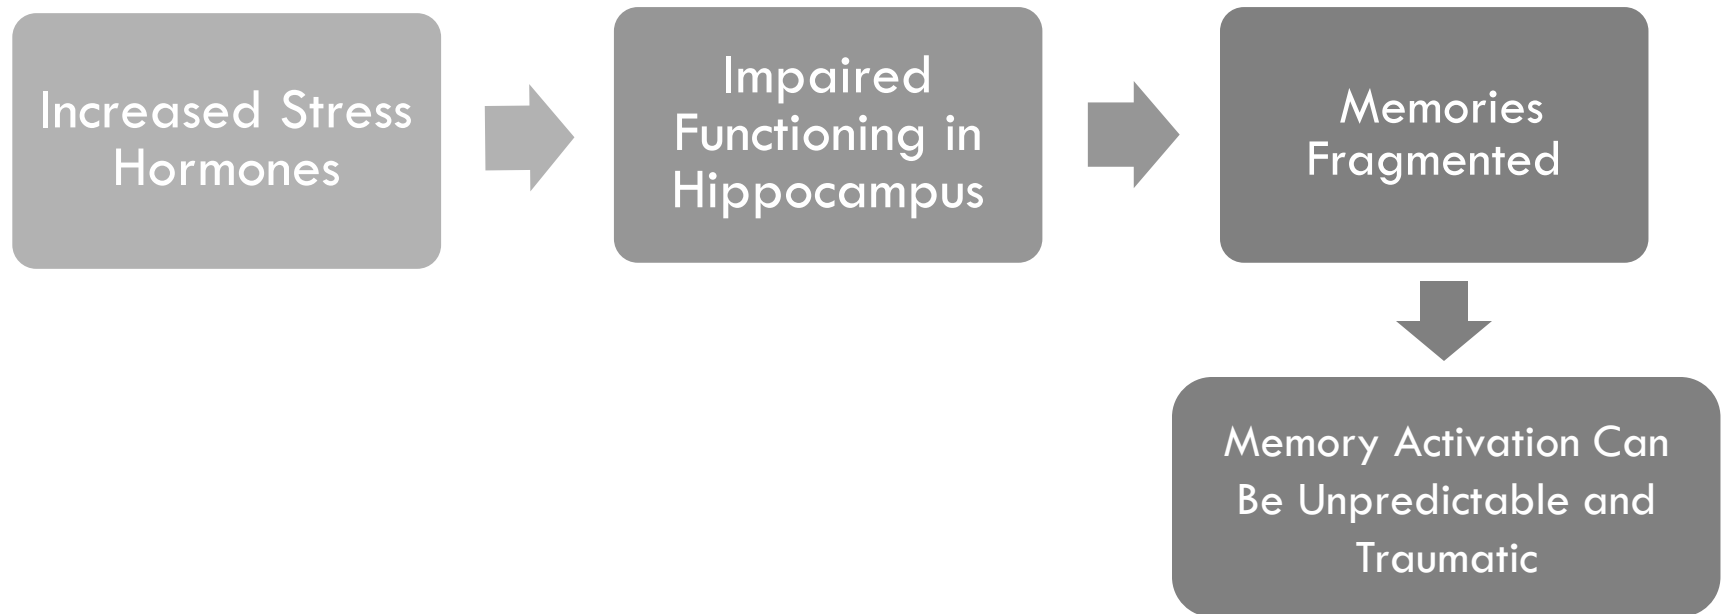 Increased Stress
Hormones
Impaired
Functioning in
Hippocampus
Memories
Fragmented
Memory Activation Can
Be Unpredictable and
Traumatic